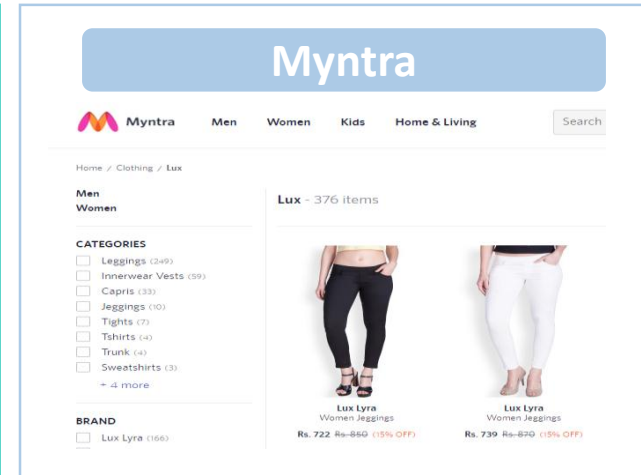 Myntra
Myntra Men Women Kids Home & Living Search
Home / Clothing / Lux
Men
Women
Lux - 376 items
CATEGORIES
Leggings (249)
Innerwear Vests (59)
Capris (33)
Jeggings (10)
Tights (7)
Tshirts (4)
Trunk (4)
Sweatshirts (3)
+ 4 more
BRAND
Lux Lyra (166)
Lux Lyra
Women Jeggings
Rs. 722 Rs. 850 (15% OFF)
Lux Lyra
Women Jeggings
Rs. 739 Rs. 870 (15% OFF)